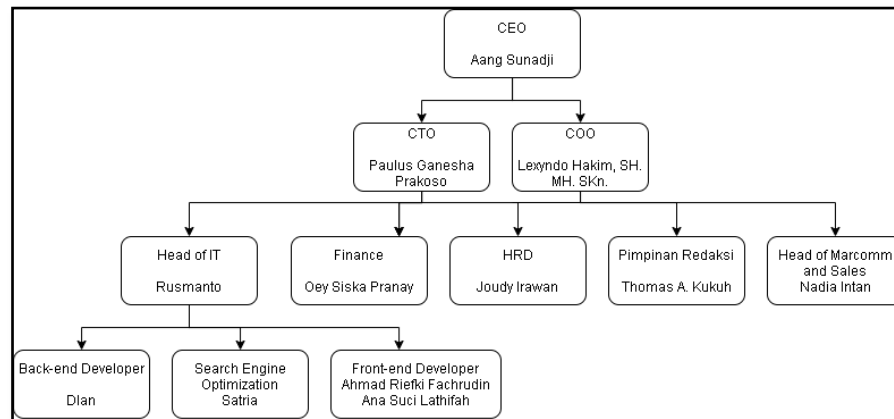 CEO
Aang Sunadji
CTO
Paulus Ganesha
Prakoso
COO
Lexyndo Hakim, SH.
MH. SKn.
Head of IT
Rusmanto
Finance
Oey Siska Pranay
HRD
Joudy Irawan
Pimpinan Redaksi
Thomas A. Kukuh
Head of Marcomm
and Sales
Nadia Intan
Back-end Developer
Dlan
Search Engine
Optimization
Satria
Front-end Developer
Ahmad Riefki Fachrudin
Ana Suci Lathifah